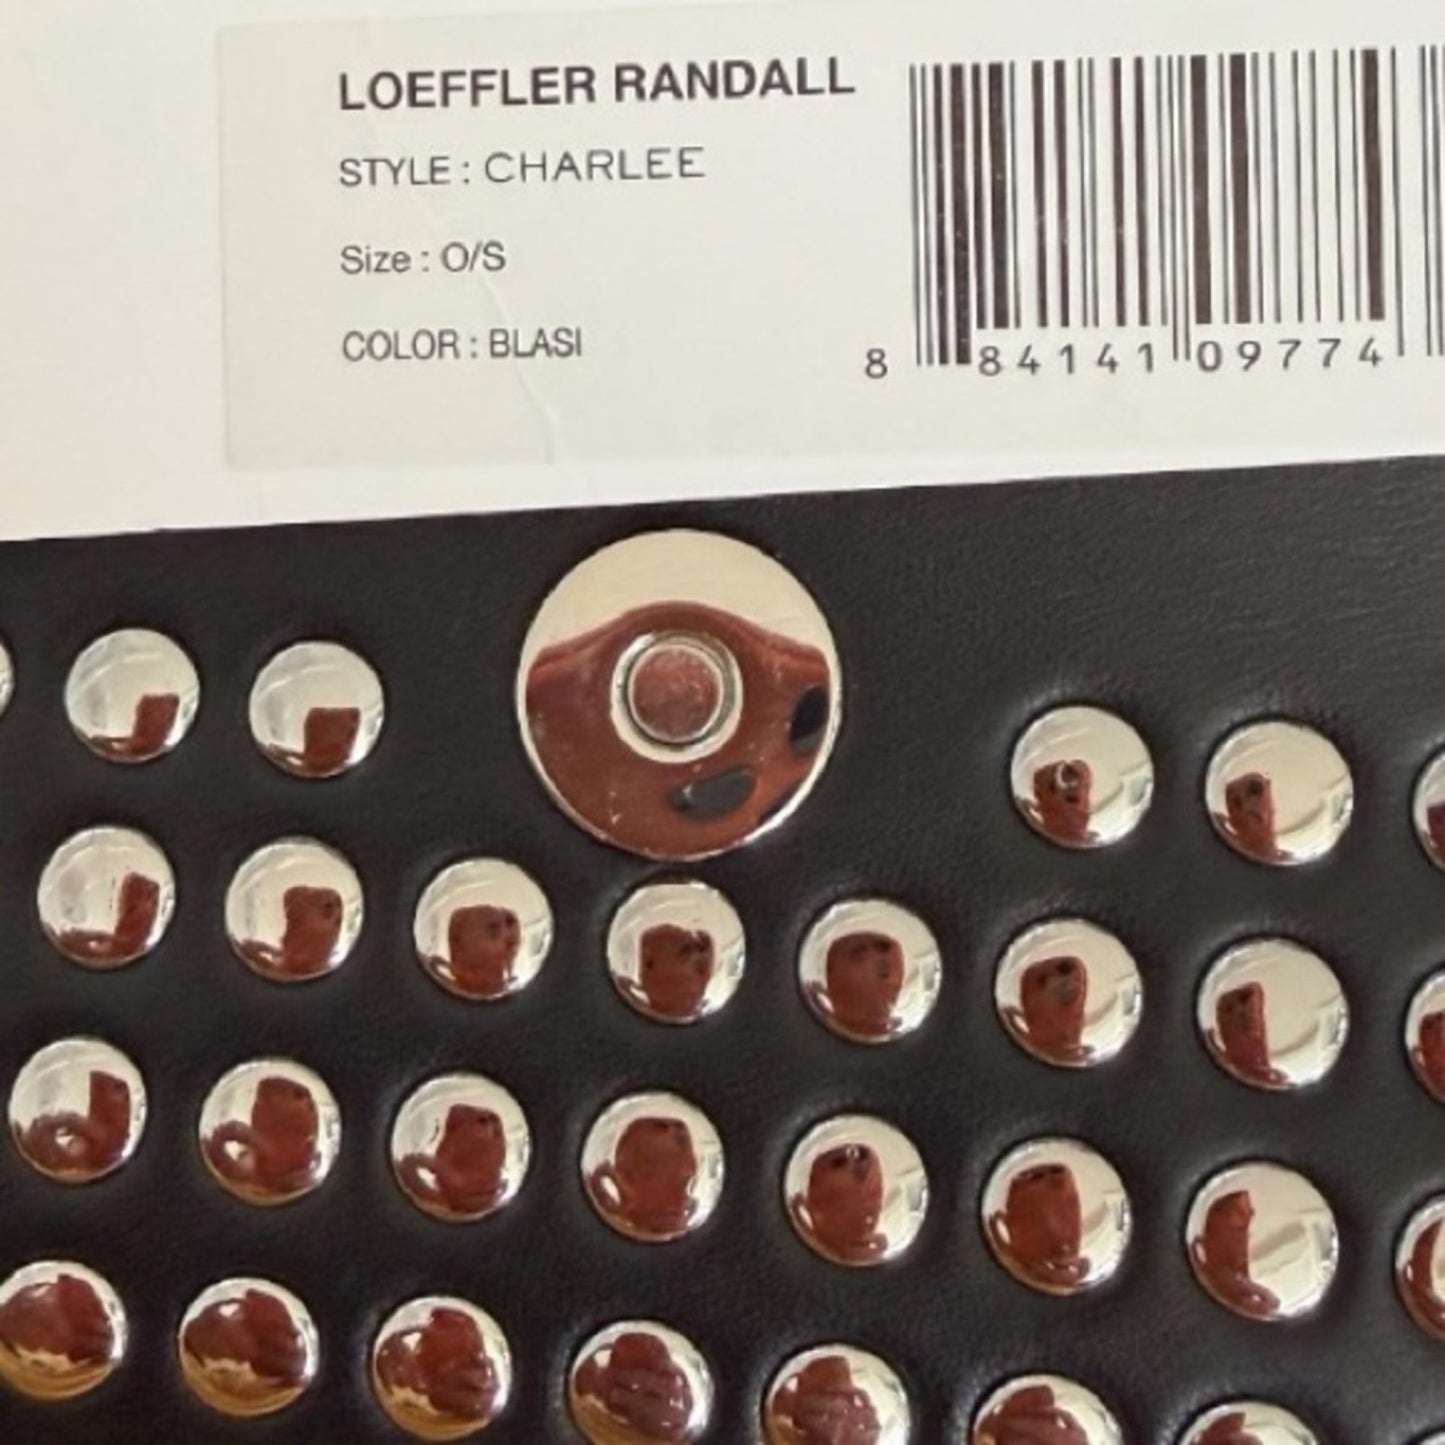 LOEFFLER RANDALL
STYLE : CHARLEE
Size : O/S
COLOR : BLASI
8 84141 09774